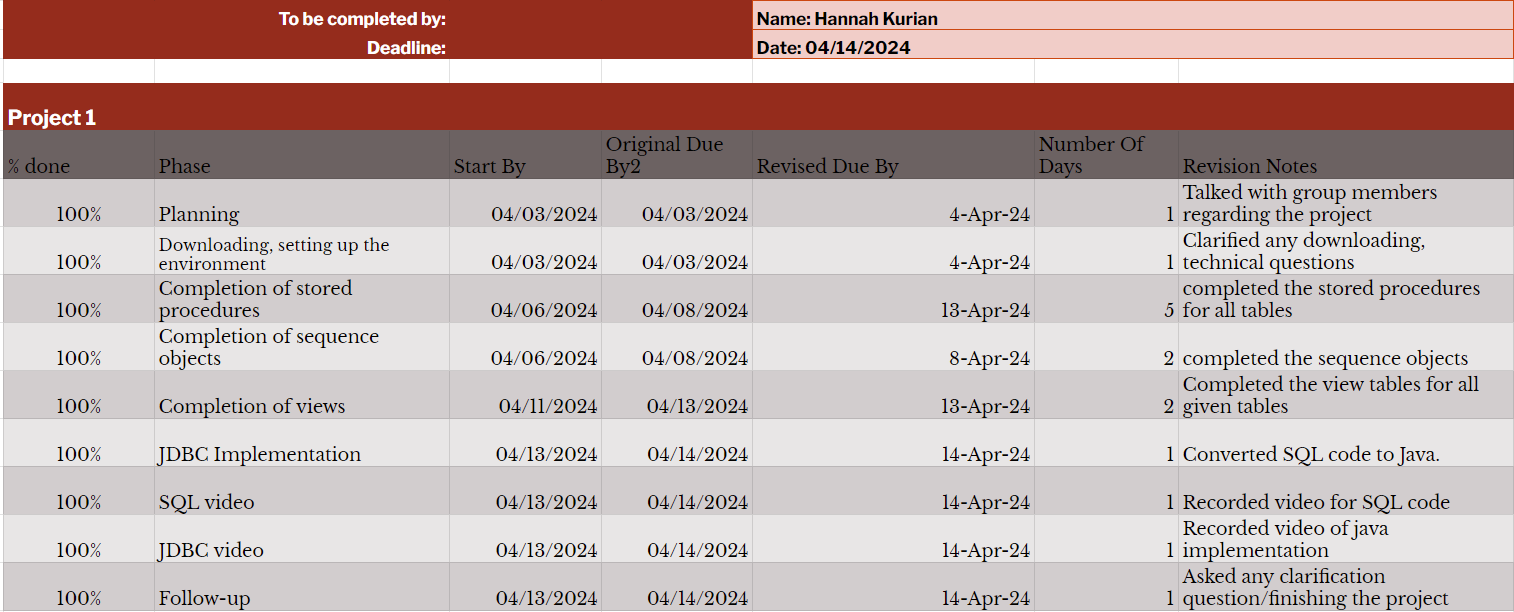 To be completed by: Name: Hannah Kurian
Deadline: Date: 04/14/2024
Project 1
% done Phase Start By Original Due By2 Revised Due By Number Of Days Revision Notes
100% Planning 04/03/2024 04/03/2024 4-Apr-24 1 Talked with group members regarding the project
100% Downloading, setting up the environment 04/03/2024 04/03/2024 4-Apr-24 1 Clarified any downloading, technical questions
100% Completion of stored procedures 04/06/2024 04/08/2024 13-Apr-24 5 completed the stored procedures for all tables
100% Completion of sequence objects 04/06/2024 04/08/2024 8-Apr-24 2 completed the sequence objects
100% Completion of views 04/11/2024 04/13/2024 13-Apr-24 2 Completed the view tables for all given tables
100% JDBC Implementation 04/13/2024 04/14/2024 14-Apr-24 1 Converted SQL code to Java.
100% SQL video 04/13/2024 04/14/2024 14-Apr-24 1 Recorded video for SQL code
100% JDBC video 04/13/2024 04/14/2024 14-Apr-24 1 Recorded video of java implementation
100% Follow-up 04/13/2024 04/14/2024 14-Apr-24 1 Asked any clarification question/finishing the project